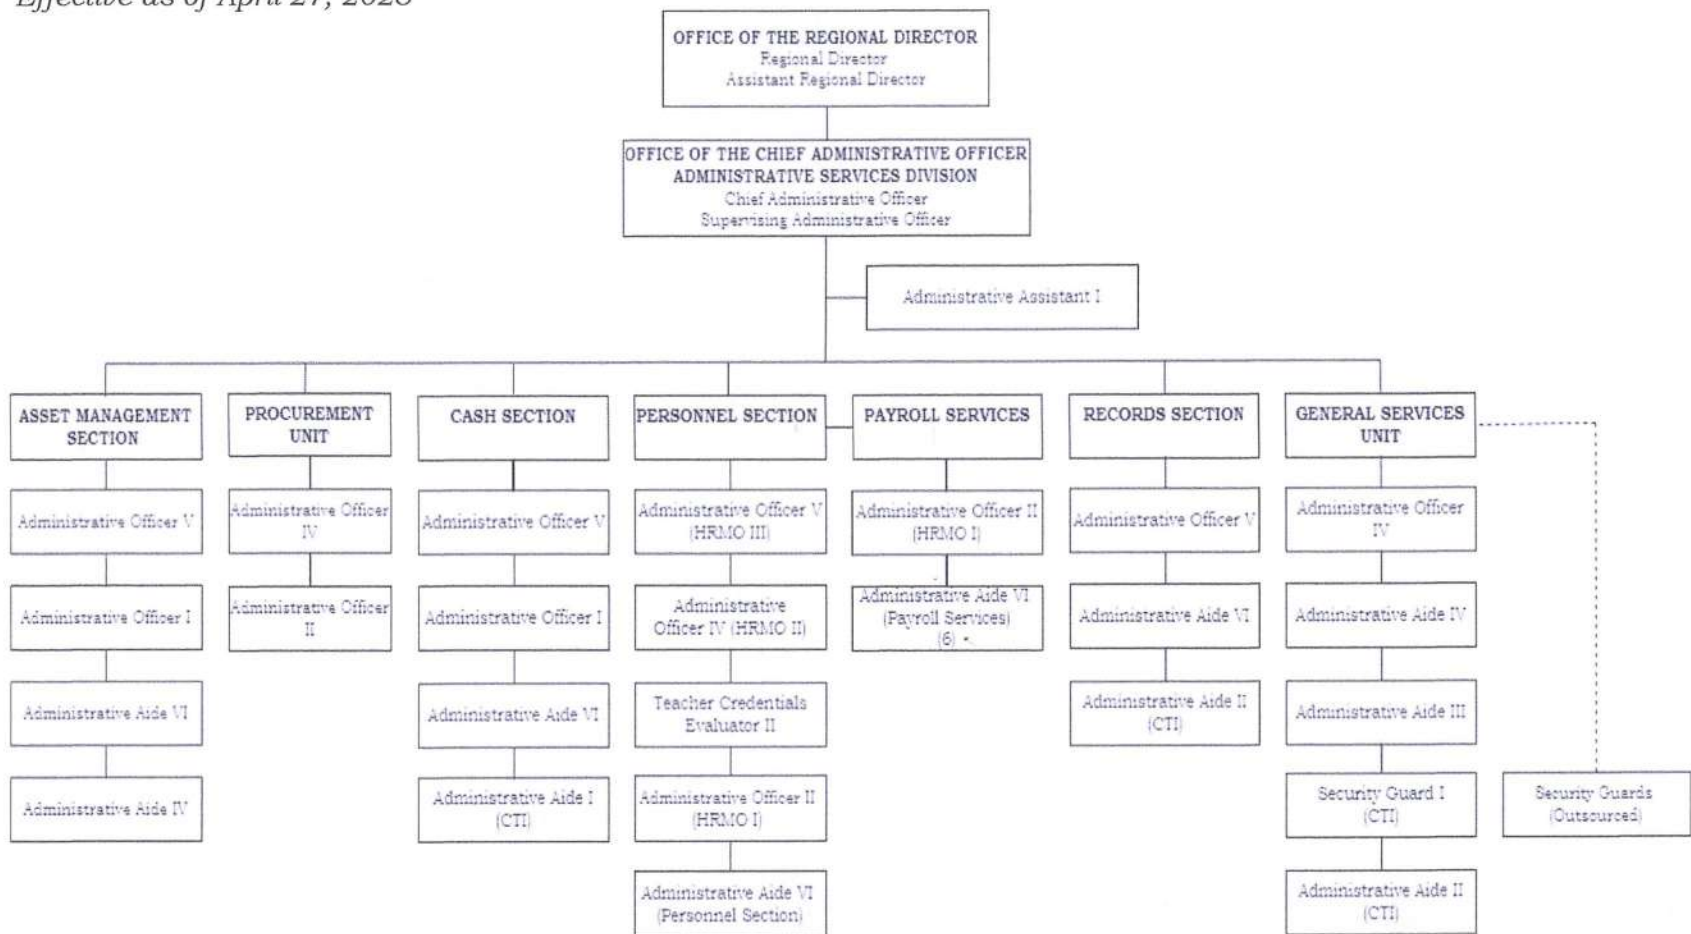 Effective as of April 27, 2023
OFFICE OF THE REGIONAL DIRECTOR
Regional Director
Assistant Regional Director
OFFICE OF THE CHIEF ADMINISTRATIVE OFFICER
ADMINISTRATIVE SERVICES DIVISION
Chief Administrative Officer
Supervising Administrative Officer
Administrative Assistant I
ASSET MANAGEMENT
SECTION
Administrative Officer V
Administrative Officer I
Administrative Aide VI
Administrative Aide IV
PROCUREMENT
UNIT
Administrative Officer
IV
Administrative Officer
II
CASH SECTION
Administrative Officer V
Administrative Officer I
Administrative Aide VI
Administrative Aide I
(CTI)
PERSONNEL SECTION
Administrative Officer V
(HRMO III)
Administrative
Officer IV (HRMO II)
Teacher Credentials
Evaluator II
Administrative Officer II
(HRMO I)
Administrative Aide VI
(Personnel Section)
PAYROLL SERVICES
Administrative Officer II
(HRMO I)
Administrative Aide VI
(Payroll Services)
(6)
RECORDS SECTION
Administrative Officer V
Administrative Aide VI
Administrative Aide II
(CTI)
GENERAL SERVICES
UNIT
Administrative Officer
IV
Administrative Aide IV
Administrative Aide III
Security Guard I
(CTI)
Administrative Aide II
(CTI)
Security Guards
(Outsourced)